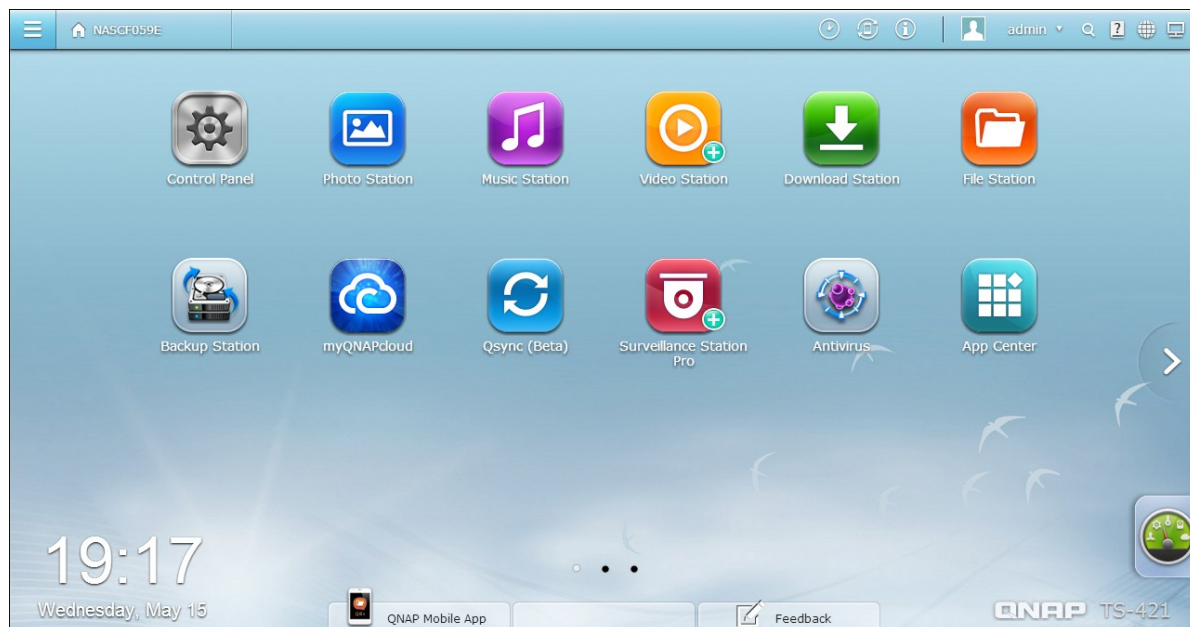 NASCF059E
admin
Control Panel
Photo Station
Music Station
Video Station
Download Station
File Station
Backup Station
myQNAPcloud
Qsync (Beta)
Surveillance Station
Pro
Antivirus
App Center
19:17
Wednesday, May 15
QNAP Mobile App
Feedback
QNAP TS-421